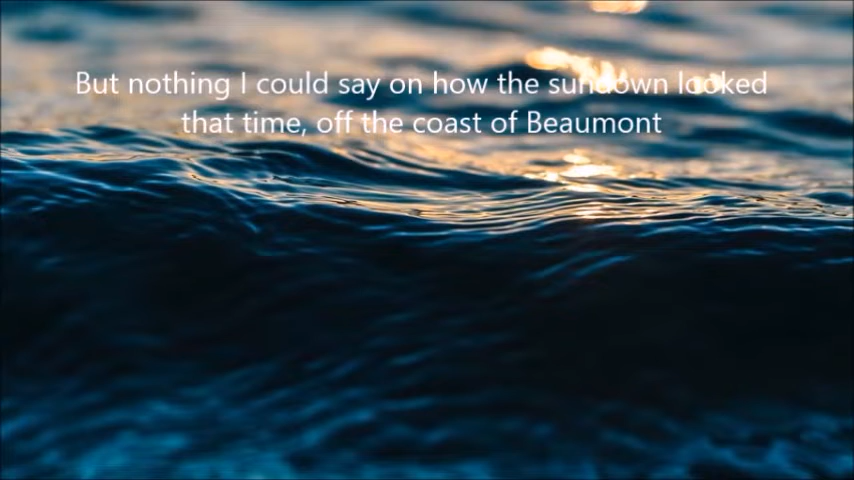 But nothing I could say on how the sundown looked
that time, off the coast of Beaumont